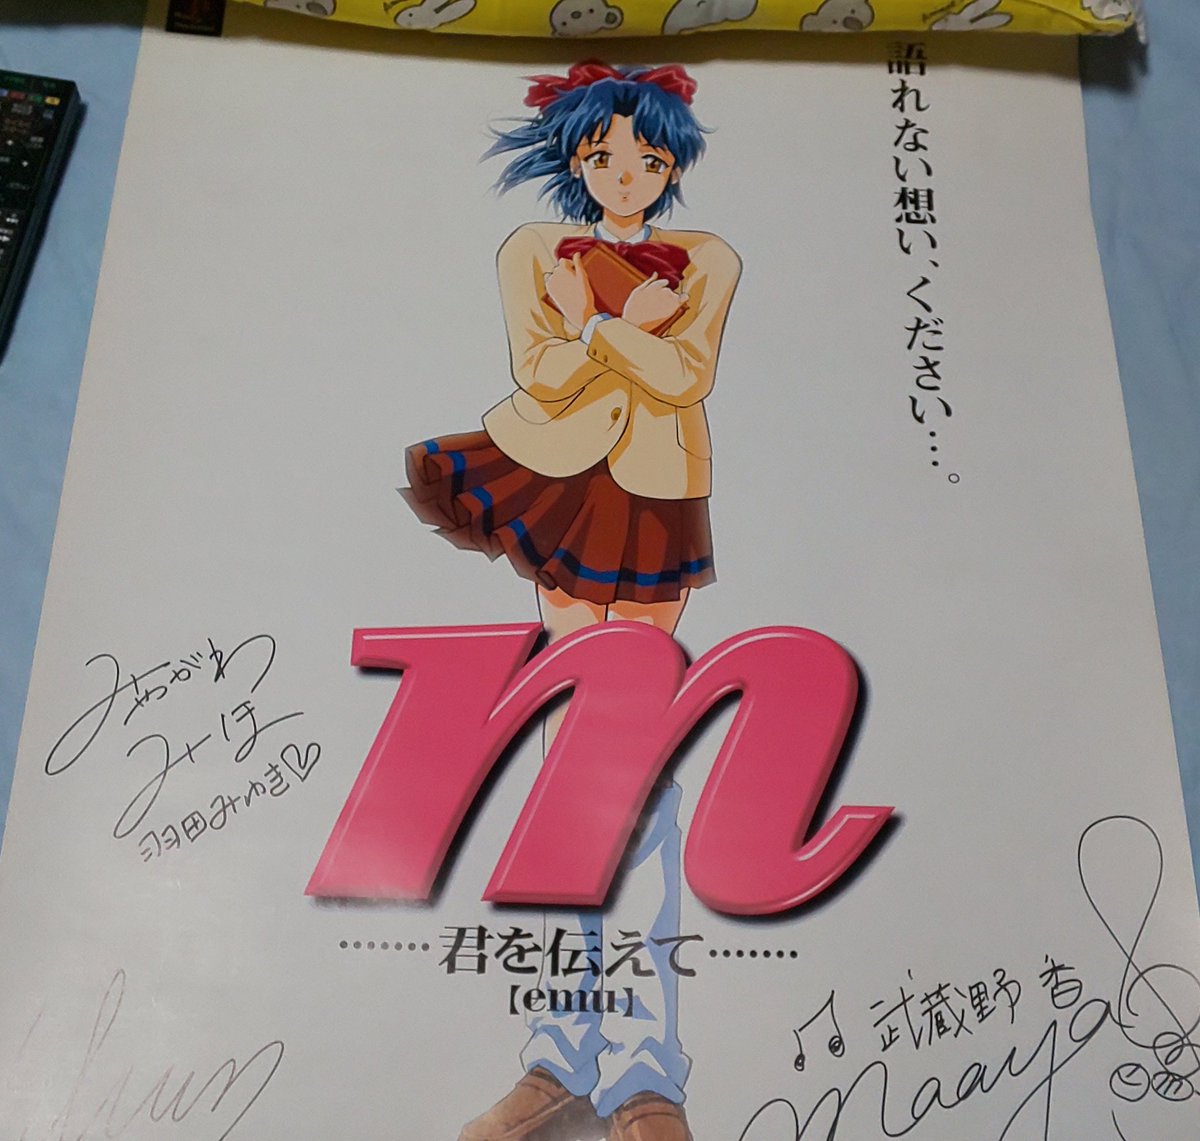 語れない想い、ください…。
m
……君を伝えて……
【emu】
みやがわ
みほ
羽田みゆき♡
武蔵野 香
maaya